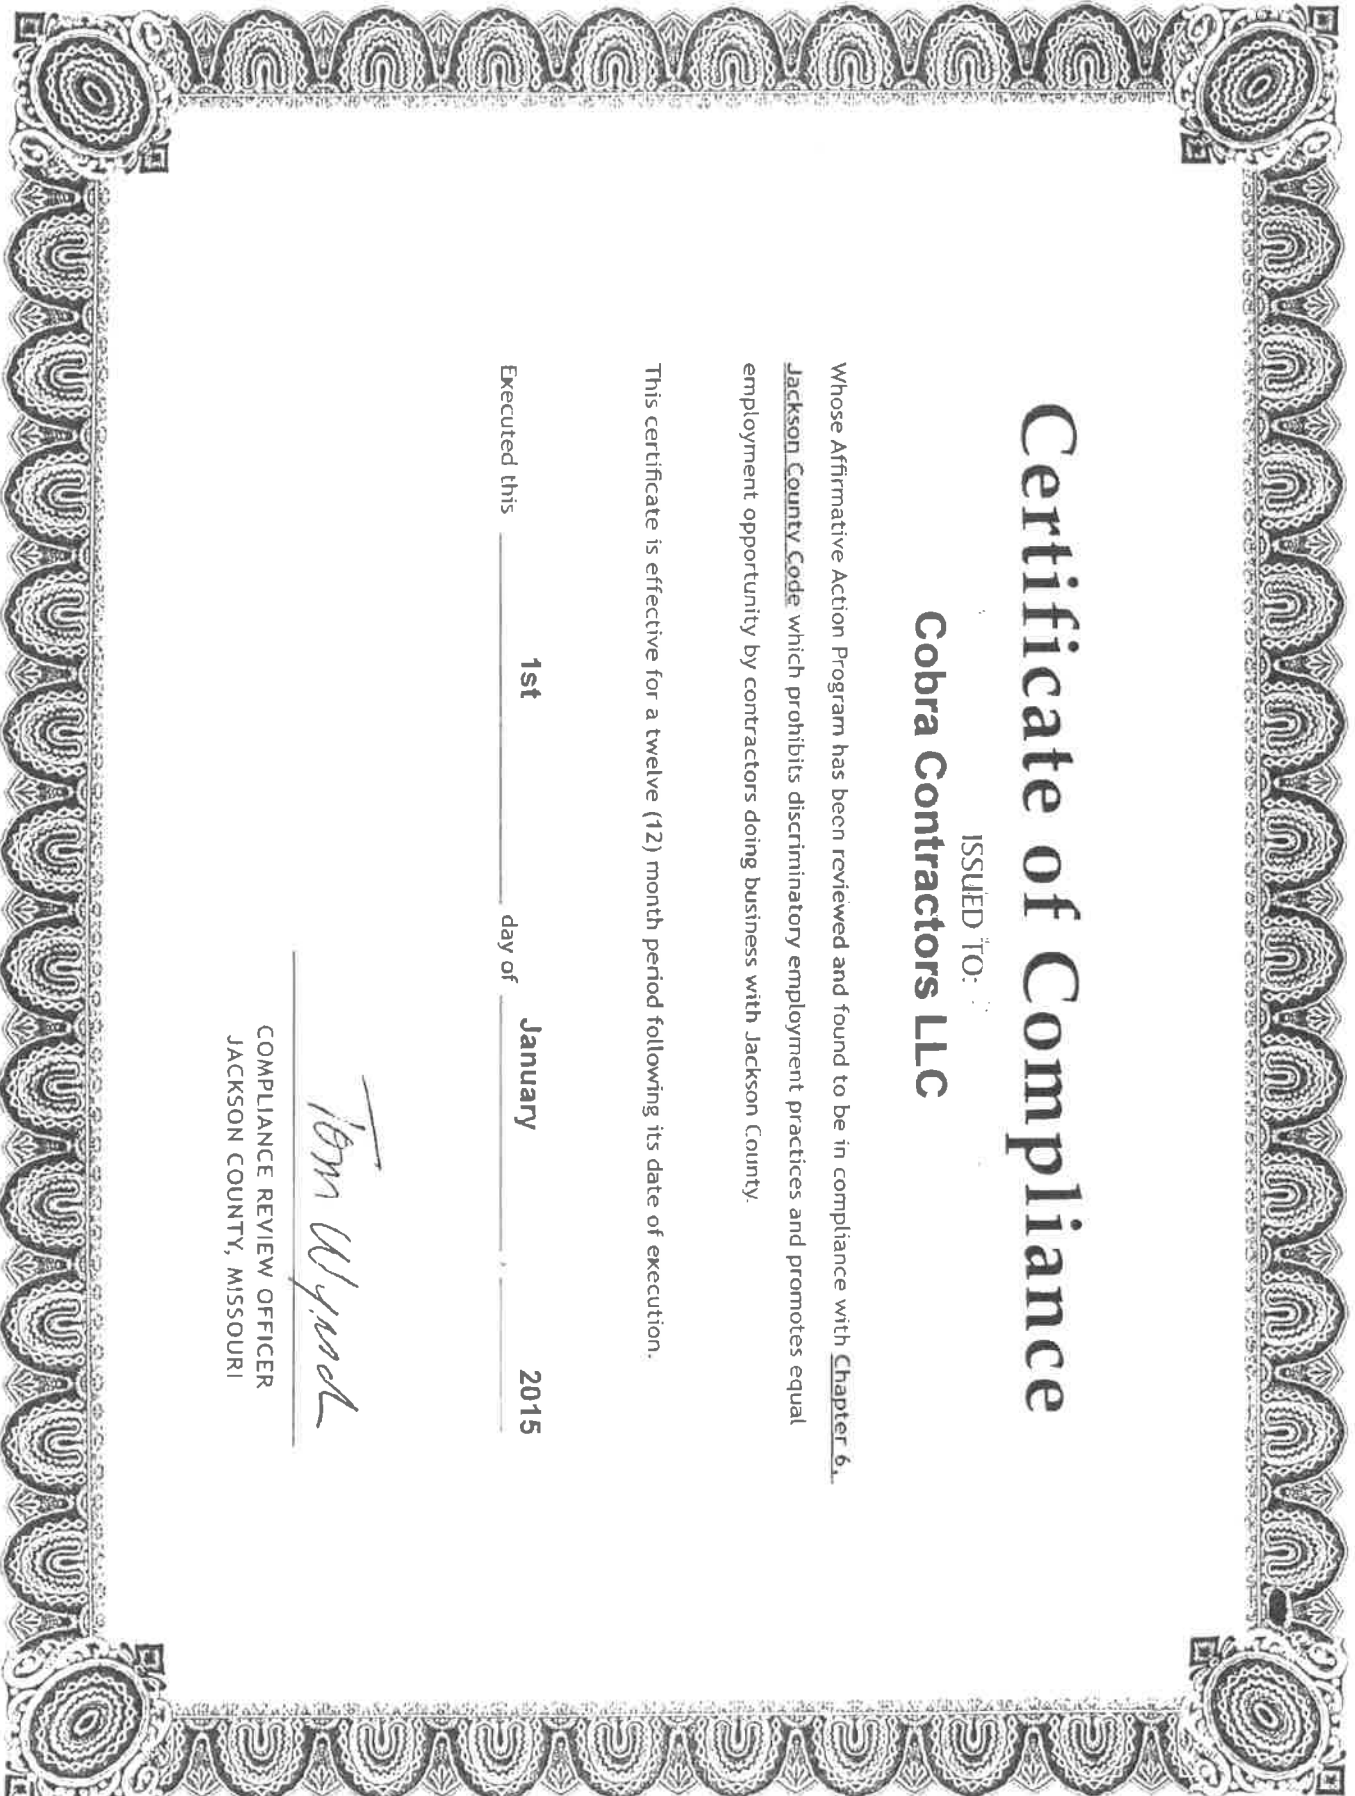 Certificate of Compliance
ISSUED TO:
Cobra Contractors LLC
Whose Affirmative Action Program has been reviewed and found to be in compliance with Chapter 6,
Jackson County Code which prohibits discriminatory employment practices and promotes equal
employment opportunity by contractors doing business with Jackson County.
This certificate is effective for a twelve (12) month period following its date of execution.
Executed this 1st day of January, 2015
Tom
COMPLIANCE REVIEW OFFICER
JACKSON COUNTY, MISSOURI